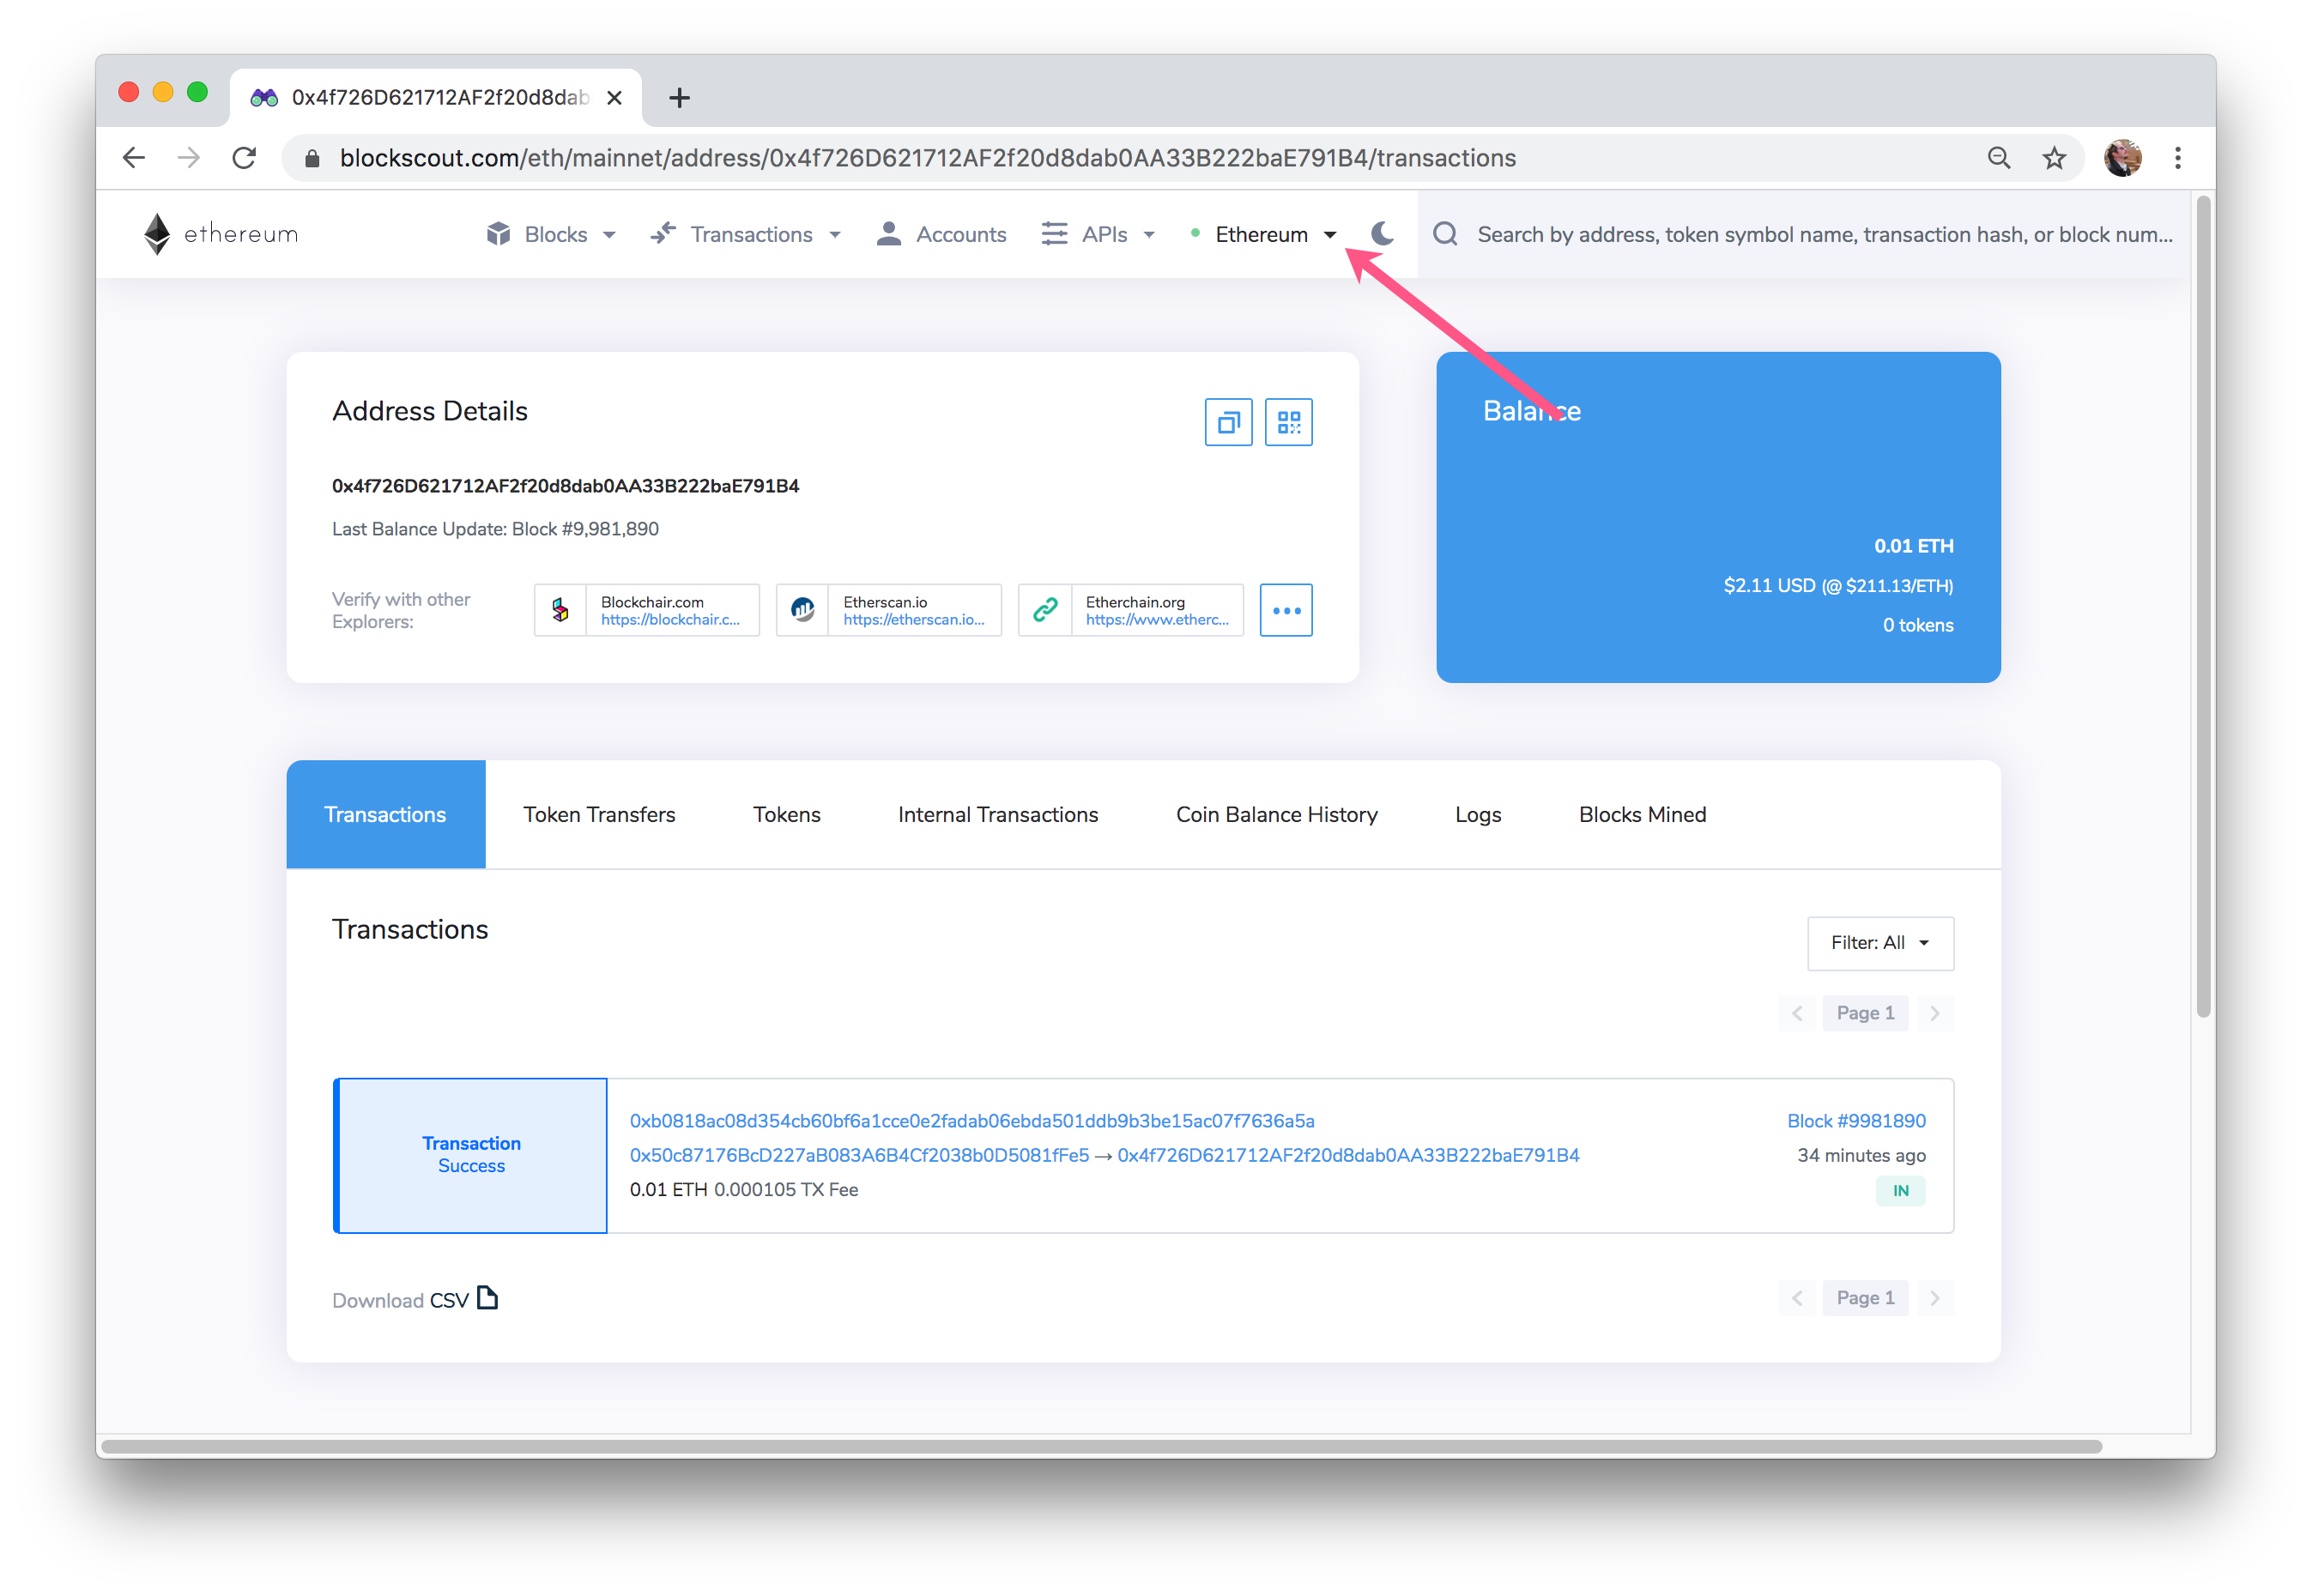 0x4f726D621712AF2f20d8dab
blockscout.com/eth/mainnet/address/0x4f726D621712AF2f20d8dab0AA33B222baE791B4/transactions
ethereum Blocks Transactions Accounts APIs Ethereum Search by address, token symbol name, transaction hash, or block num...
Address Details
0x4f726D621712AF2f20d8dab0AA33B222baE791B4
Last Balance Update: Block #9,981,890
Verify with other
Explorers:
Blockchair.com
https://blockchair.c...
Etherscan.io
https://etherscan.io...
Etherchain.org
https://www.etherc...
Balance
0.01 ETH
$2.11 USD (@ $211.13/ETH)
0 tokens
Transactions Token Transfers Tokens Internal Transactions Coin Balance History Logs Blocks Mined
Transactions
Filter: All
Page 1
Transaction
Success
0xb0818ac08d354cb60bf6a1cce0e2fadab06ebda501ddb9b3be15ac07f7636a5a
0x50c87176BcD227aB083A6B4Cf2038b0D5081fFe5 → 0x4f726D621712AF2f20d8dab0AA33B222baE791B4
0.01 ETH 0.000105 TX Fee
Block #9981890
34 minutes ago
IN
Download CSV
Page 1